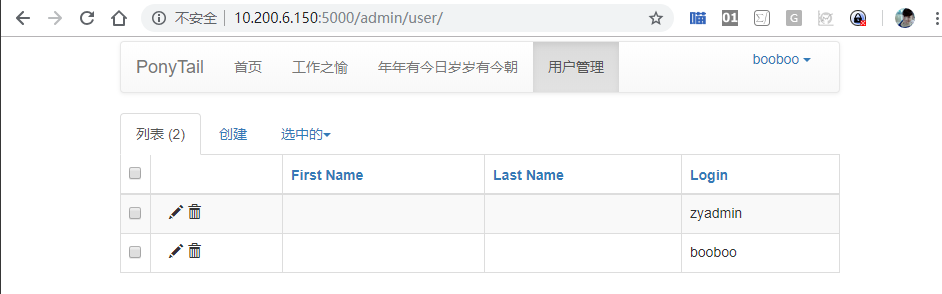 不安全 10.200.6.150:5000/admin/user/
01 G
PonyTail 首页 工作之愉 年年有今日岁岁有今朝 用户管理 booboo
列表 (2) 创建 选中的
First Name Last Name Login
zyadmin
booboo